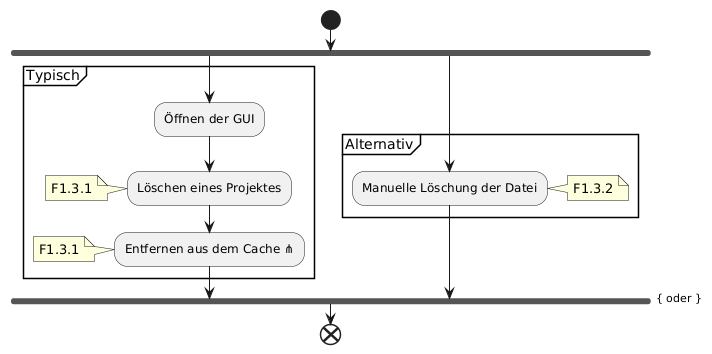 Typisch
Öffnen der GUI
F1.3.1
Löschen eines Projektes
F1.3.1
Entfernen aus dem Cache ⋔
Alternativ
Manuelle Löschung der Datei
F1.3.2
{ oder }